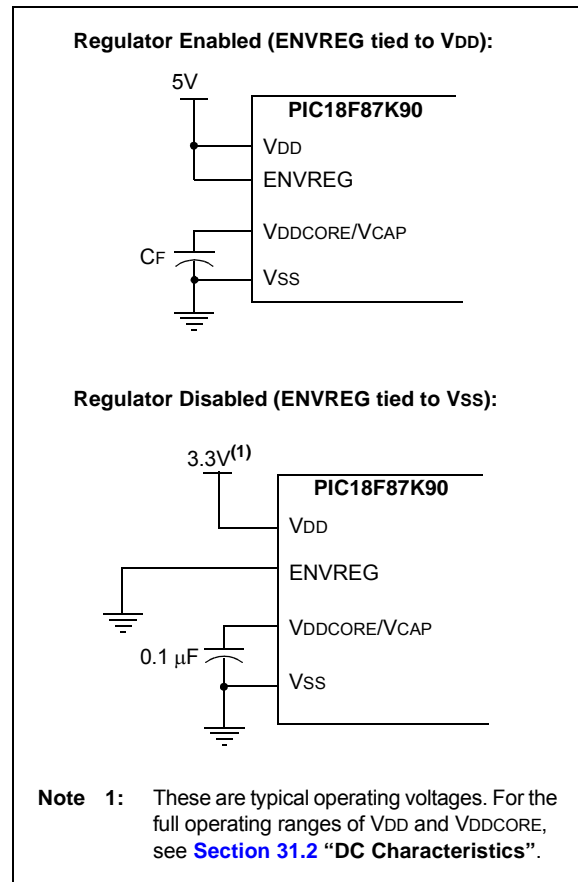 Regulator Enabled (ENVREG tied to VDD):
5V
PIC18F87K90
VDD
ENVREG
VDDCORE/VCAP
CF
VSS
Regulator Disabled (ENVREG tied to VSS):
3.3V(1)
PIC18F87K90
VDD
ENVREG
VDDCORE/VCAP
0.1 μF
VSS
Note 1: These are typical operating voltages. For the
full operating ranges of VDD and VDDCORE,
see Section 31.2 “DC Characteristics”.